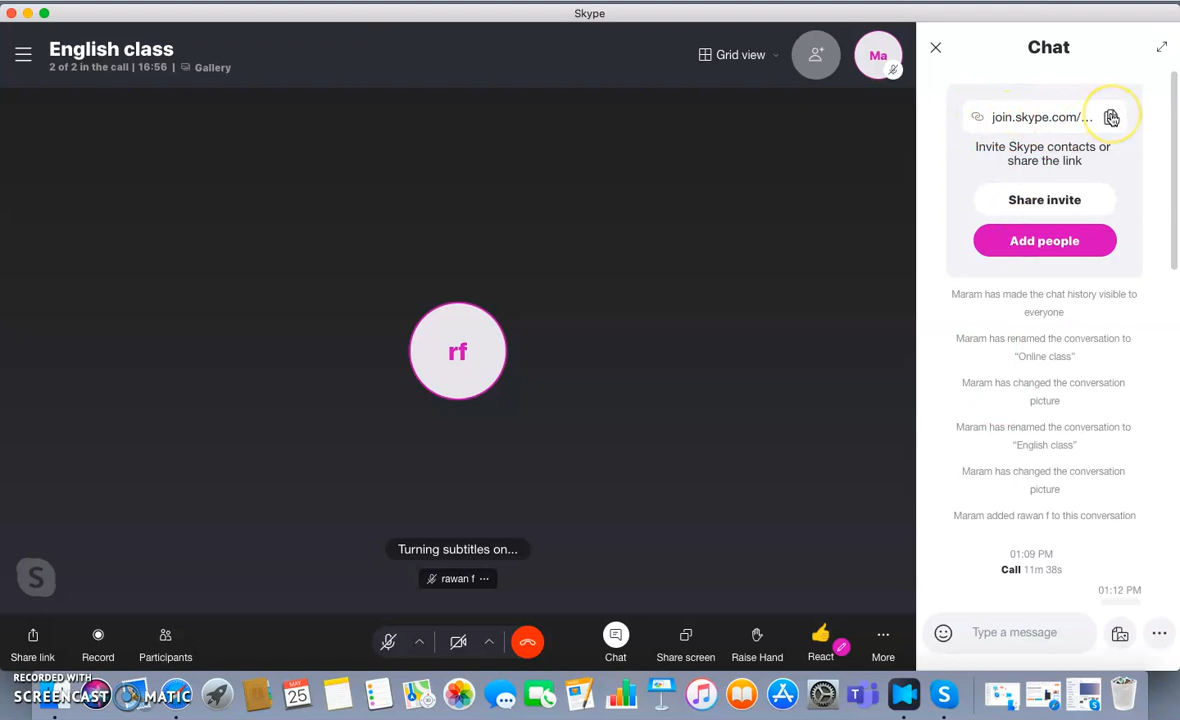 Skype
English class
2 of 2 in the call | 16:56 | Gallery
Grid view
Ma
rf
Turning subtitles on...
rawan f ...
Share link
Record
Participants
Chat
Share screen
Raise Hand
React
More
Chat
join.skype.com/...
Invite Skype contacts or
share the link
Share invite
Add people
Maram has made the chat history visible to
everyone
Maram has renamed the conversation to
“Online class”
Maram has changed the conversation
picture
Maram has renamed the conversation to
“English class”
Maram has changed the conversation
picture
Maram added rawan f to this conversation
01:09 PM
Call 11m 38s
01:12 PM
Type a message
RECORDED WITH
SCREENCAST MATIC
MAY
25